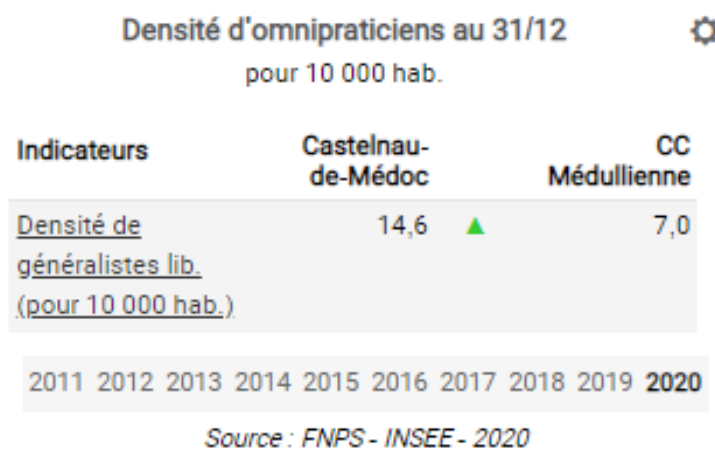 Densité d'omnipraticiens au 31/12
pour 10 000 hab.
Indicateurs Castelnau- CC
de-Médoc Médullienne
Densité de 14,6 ▲ 7,0
généralistes lib.
(pour 10 000 hab.)
2011 2012 2013 2014 2015 2016 2017 2018 2019 2020
Source : FNPS - INSEE - 2020